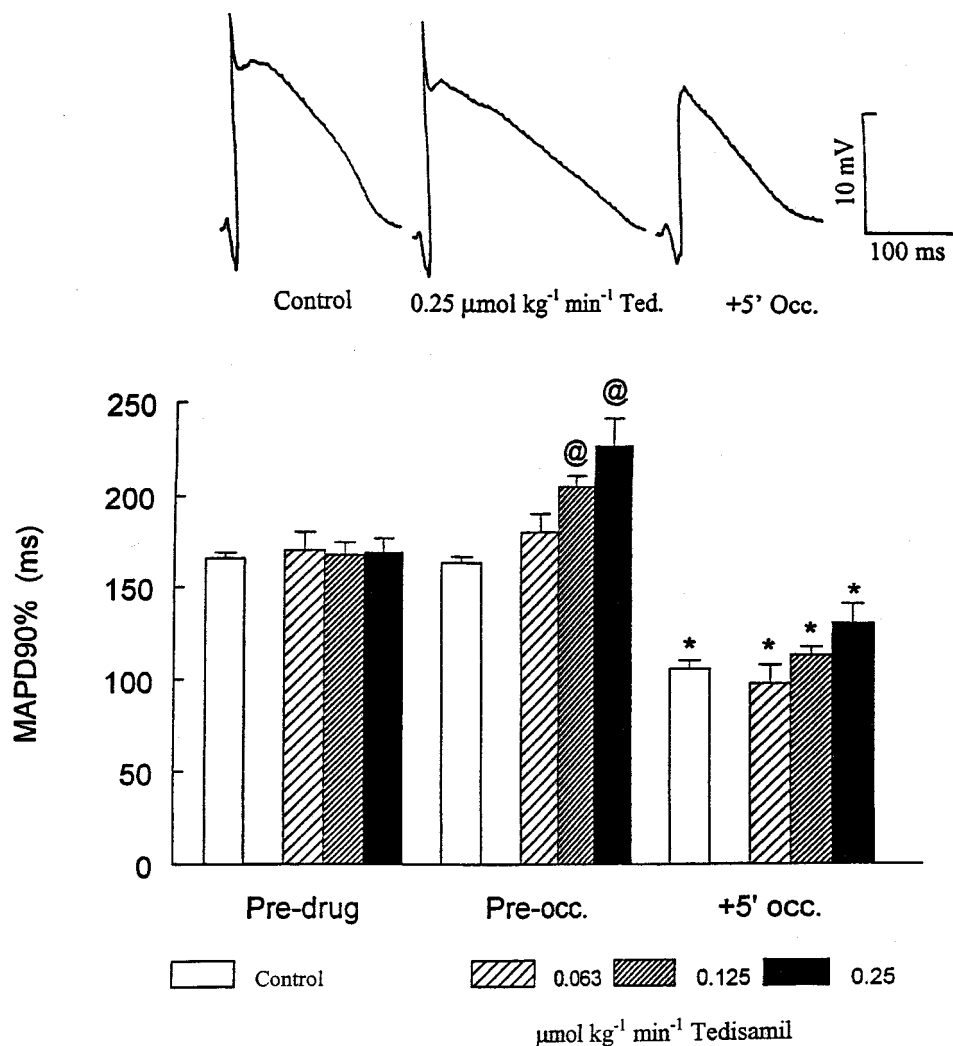 10 mV
100 ms
Control 0.25 μmol kg⁻¹ min⁻¹ Ted. +5' Occ.
MAPD90% (ms)
250
200
150
100
50
0
@
@
*
*
*
*
Pre-drug Pre-occ. +5' occ.
Control 0.063 0.125 0.25
μmol kg⁻¹ min⁻¹ Tedisamil